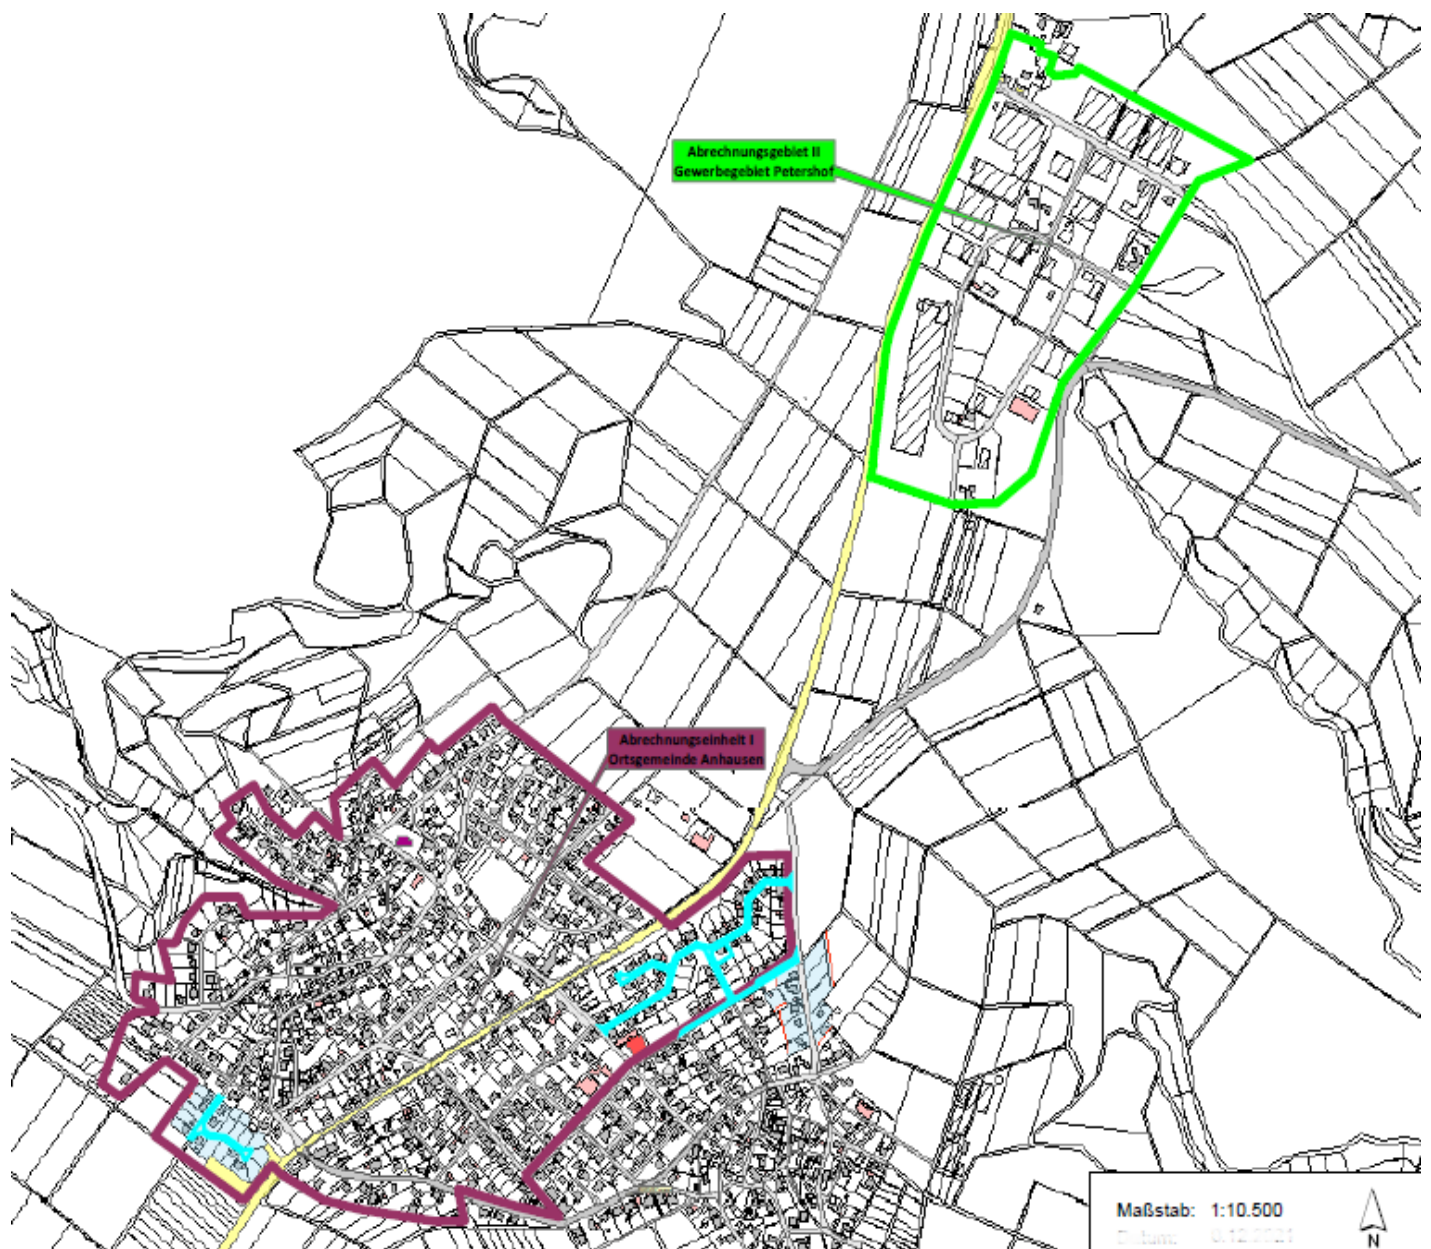 Abrechnungsgebiet II
Gewerbegebiet Petershof
Abrechnungseinheit I
Ortsgemeinde Anhausen
Maßstab: 1:10.500
N